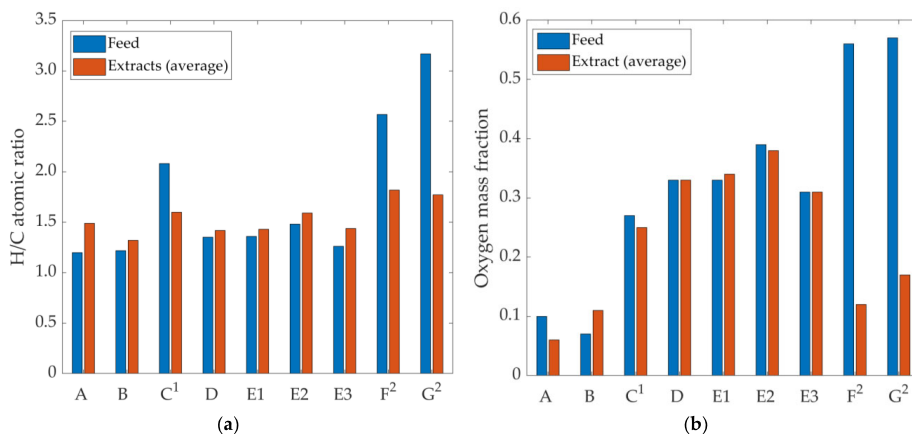 3.5
3.0
2.5
2.0
1.5
1.0
0.5
0
H/C atomic ratio
Feed
Extracts (average)
A B C¹ D E1 E2 E3 F² G²
(a)
0.6
0.5
0.4
0.3
0.2
0.1
0
Oxygen mass fraction
Feed
Extract (average)
A B C¹ D E1 E2 E3 F² G²
(b)